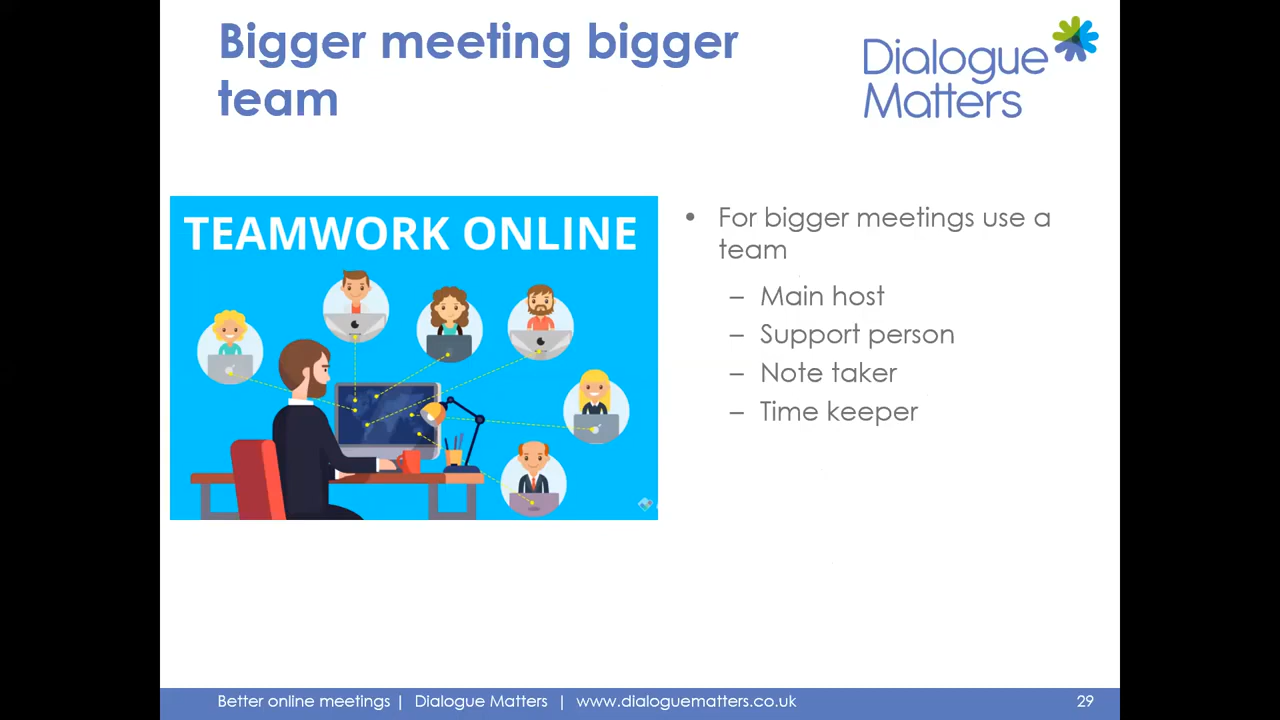 Bigger meeting bigger
team
Dialogue
Matters
TEAMWORK ONLINE
• For bigger meetings use a
team
– Main host
– Support person
– Note taker
– Time keeper
Better online meetings | Dialogue Matters | www.dialoguematters.co.uk 29